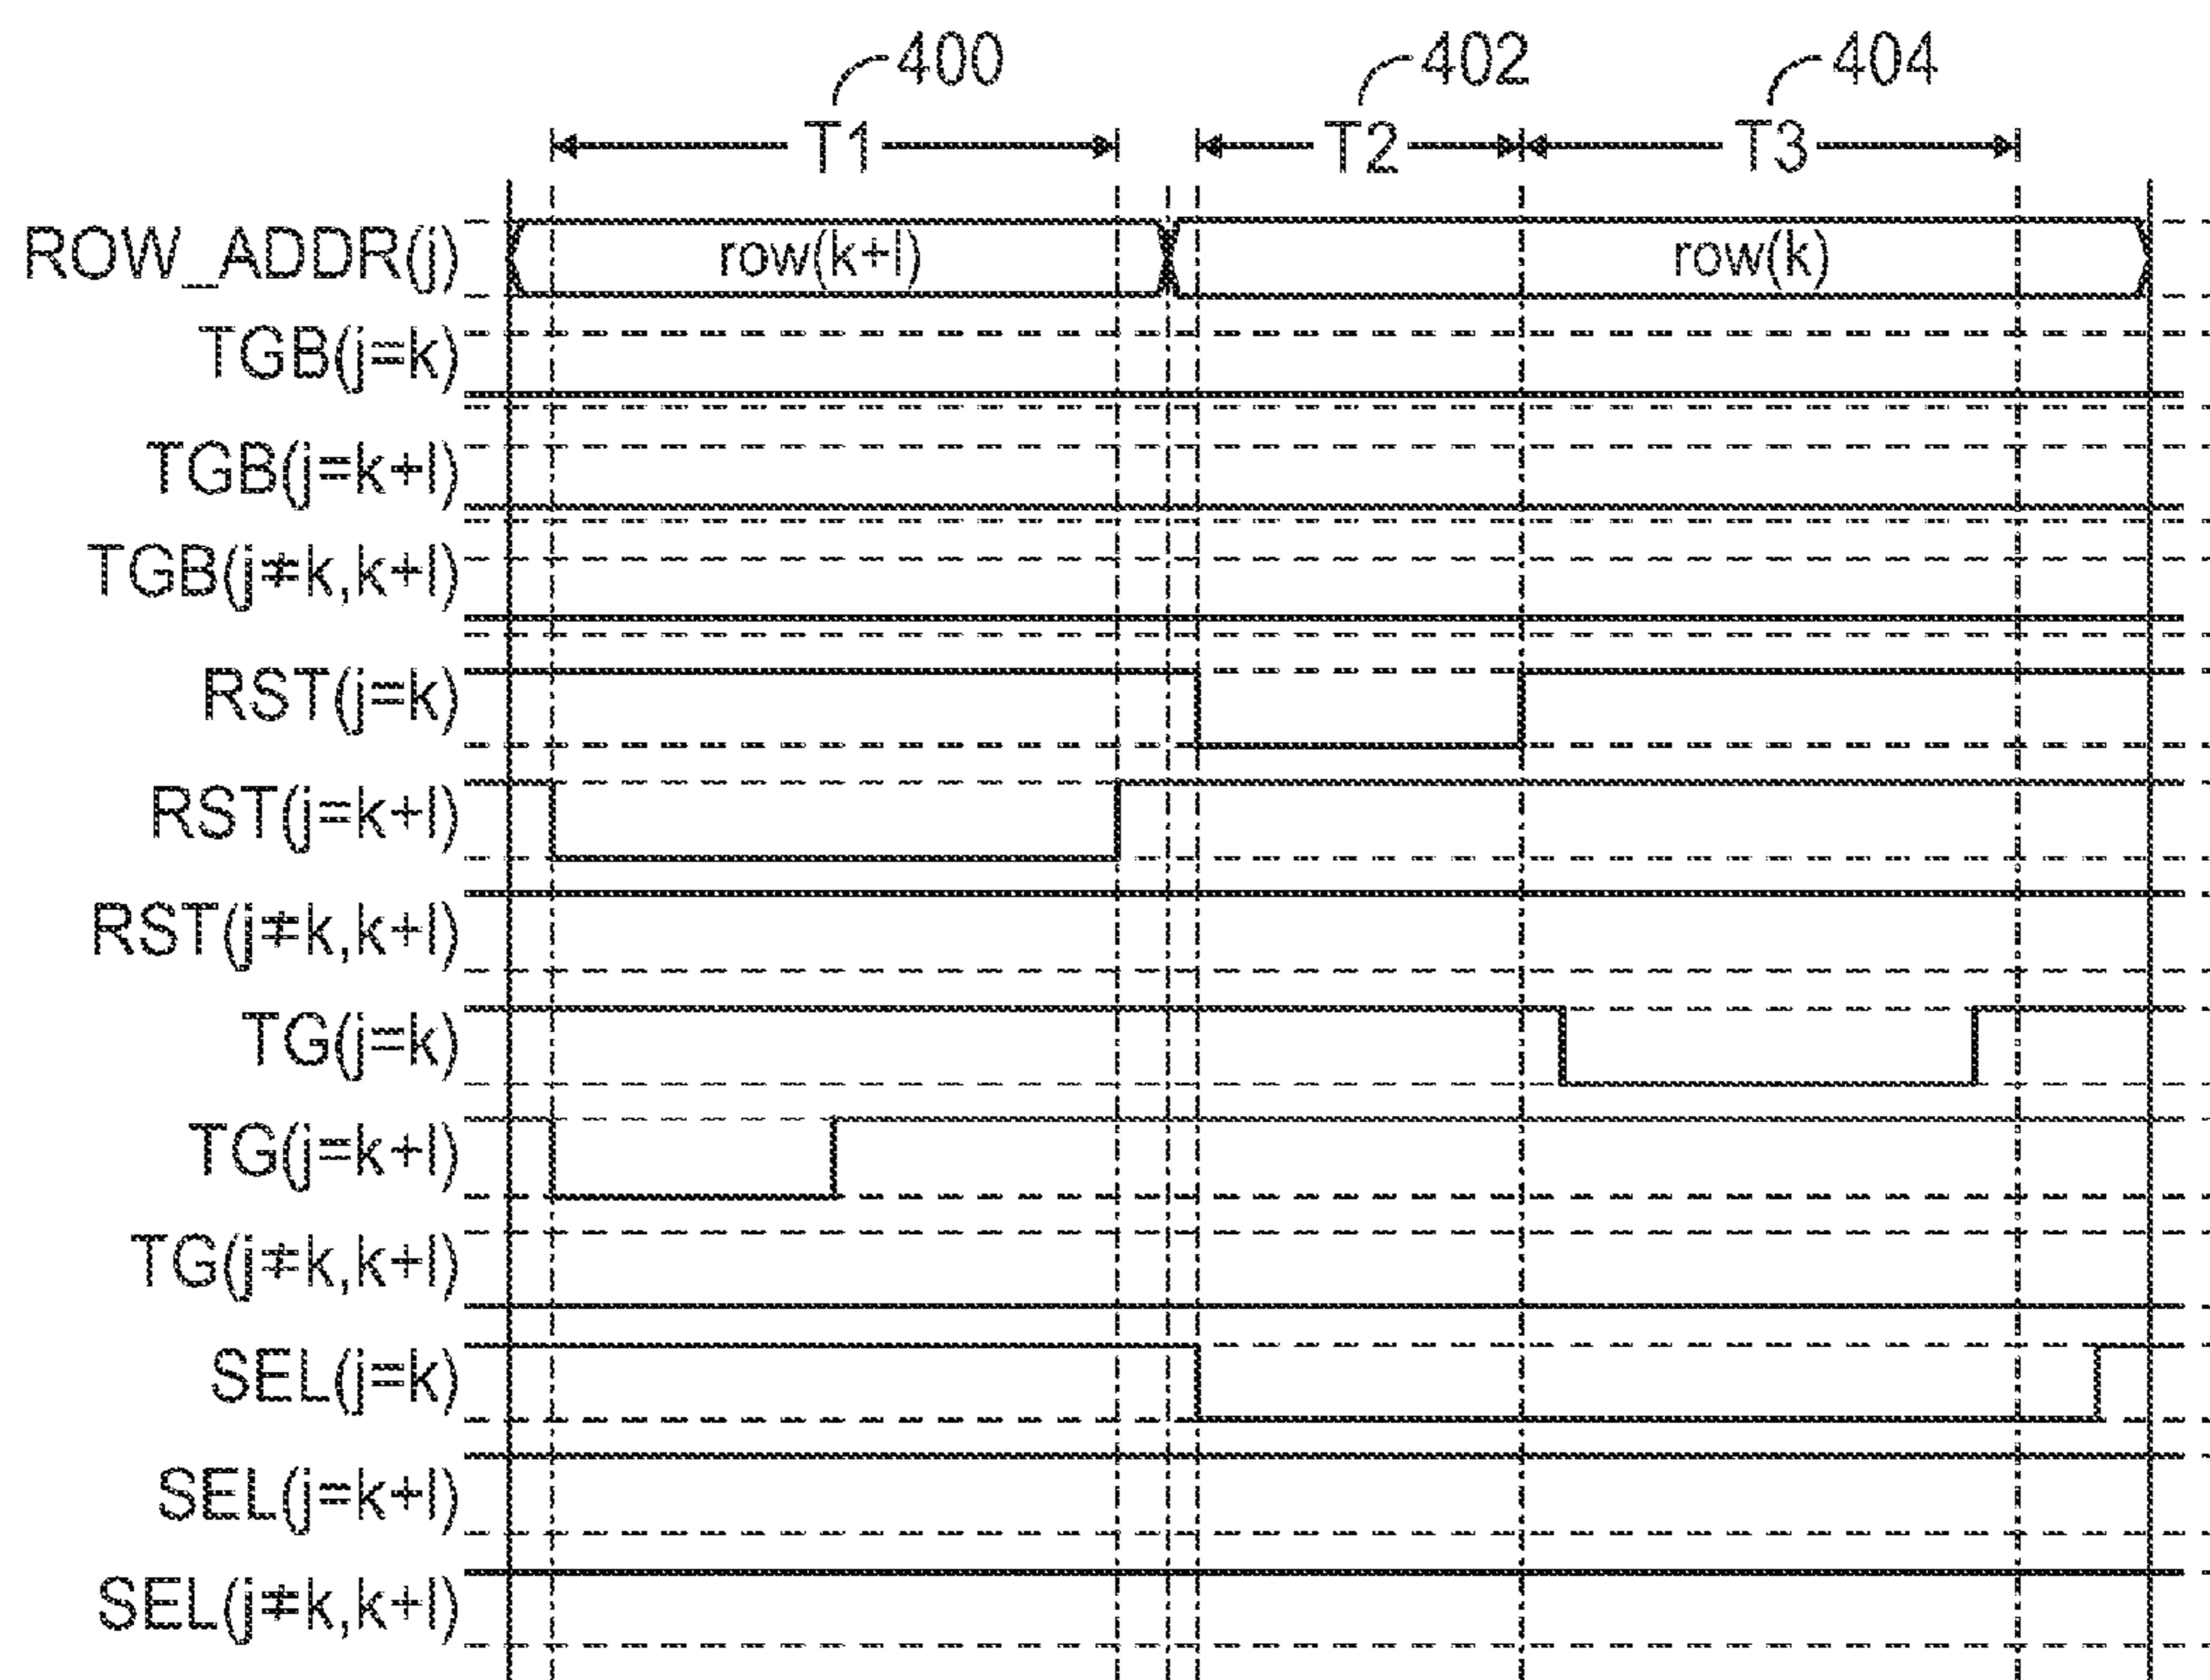 400 402 404
T1 T2 T3
ROW_ADDR(j) row(k+l) row(k)
TGB(j=k)
TGB(j=k+l)
TGB(j≠k,k+l)
RST(j=k)
RST(j=k+l)
RST(j≠k,k+l)
TG(j=k)
TG(j=k+l)
TG(j≠k,k+l)
SEL(j=k)
SEL(j=k+l)
SEL(j≠k,k+l)